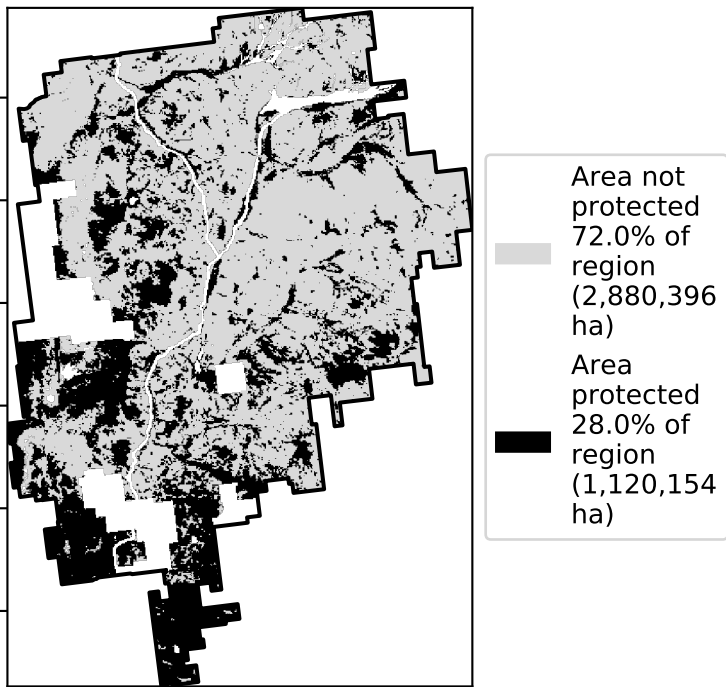 Area not
protected
72.0% of
region
(2,880,396
ha)
Area
protected
28.0% of
region
(1,120,154
ha)